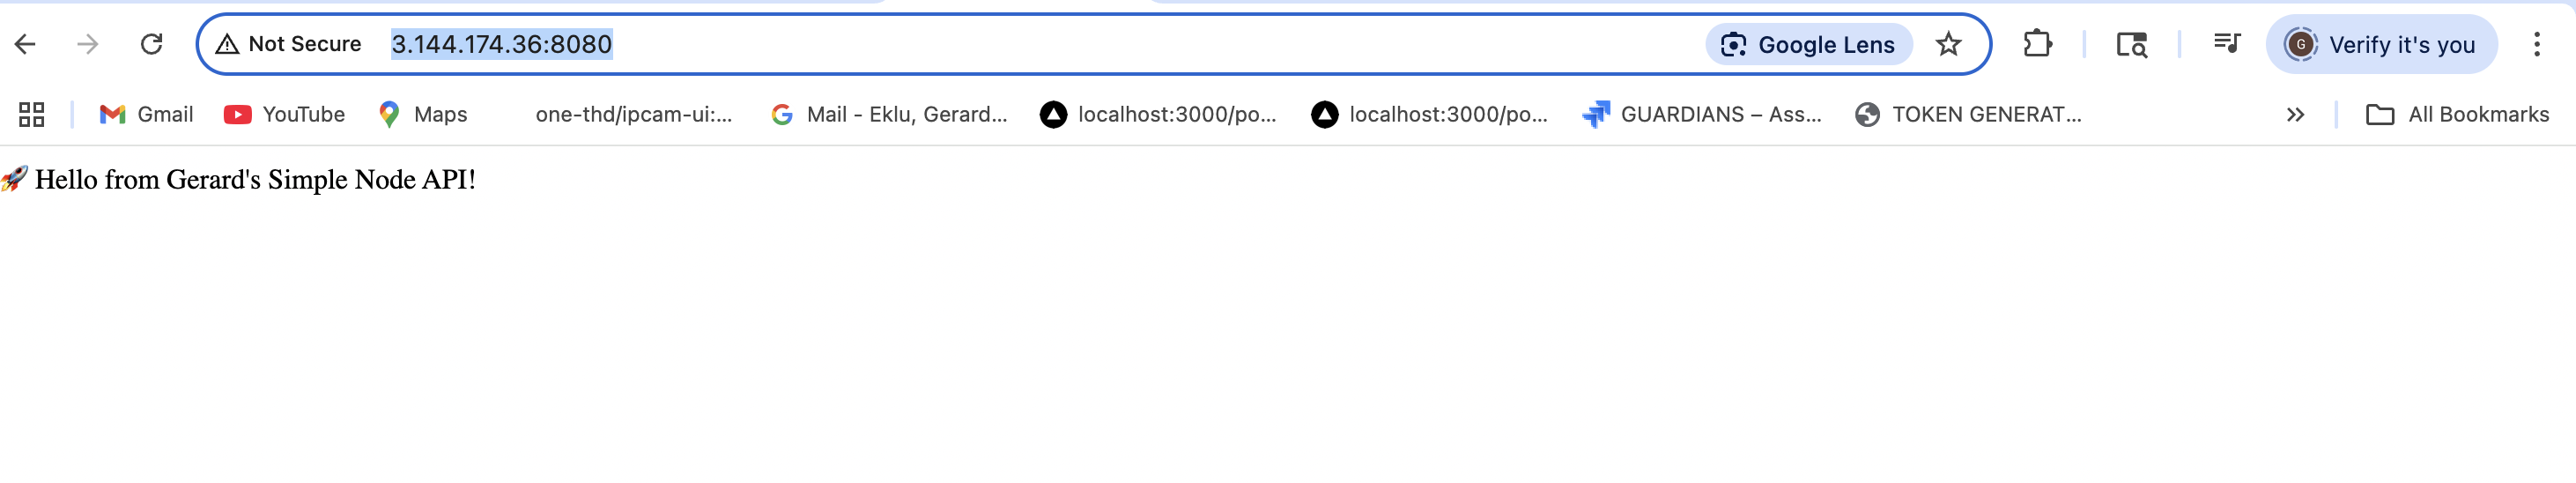 Not Secure 3.144.174.36:8080 Google Lens G Verify it's you
Gmail YouTube Maps one-thd/ipcam-ui:... Mail - Eklu, Gerard... localhost:3000/po... localhost:3000/po... GUARDIANS – Ass... TOKEN GENERAT... All Bookmarks
🚀 Hello from Gerard's Simple Node API!